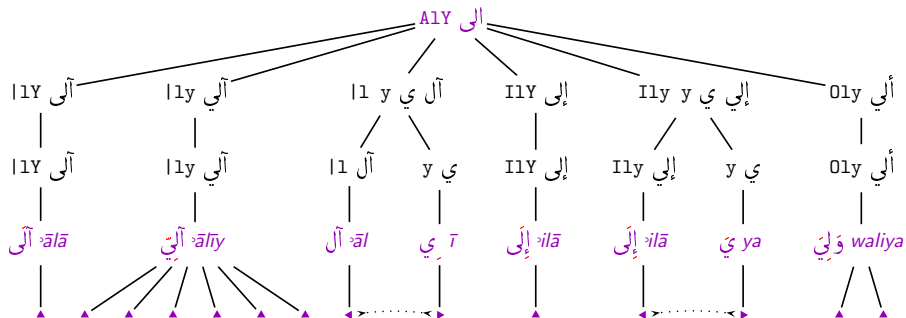 AlY الى
|lY آلى |ly آلي |l y آل ي IlY إلى Ily y إلي ي Oly ألي
|lY آلى |ly آلي |l آل y ي IlY إلى Ily إلي y ي Oly ألي
آلَى ʾālā آلِيّ ʾālīy آل ʾāl ـِي ī إِلَى ʾilā إِلَى ʾilā يَ ya وَلِيَ waliya